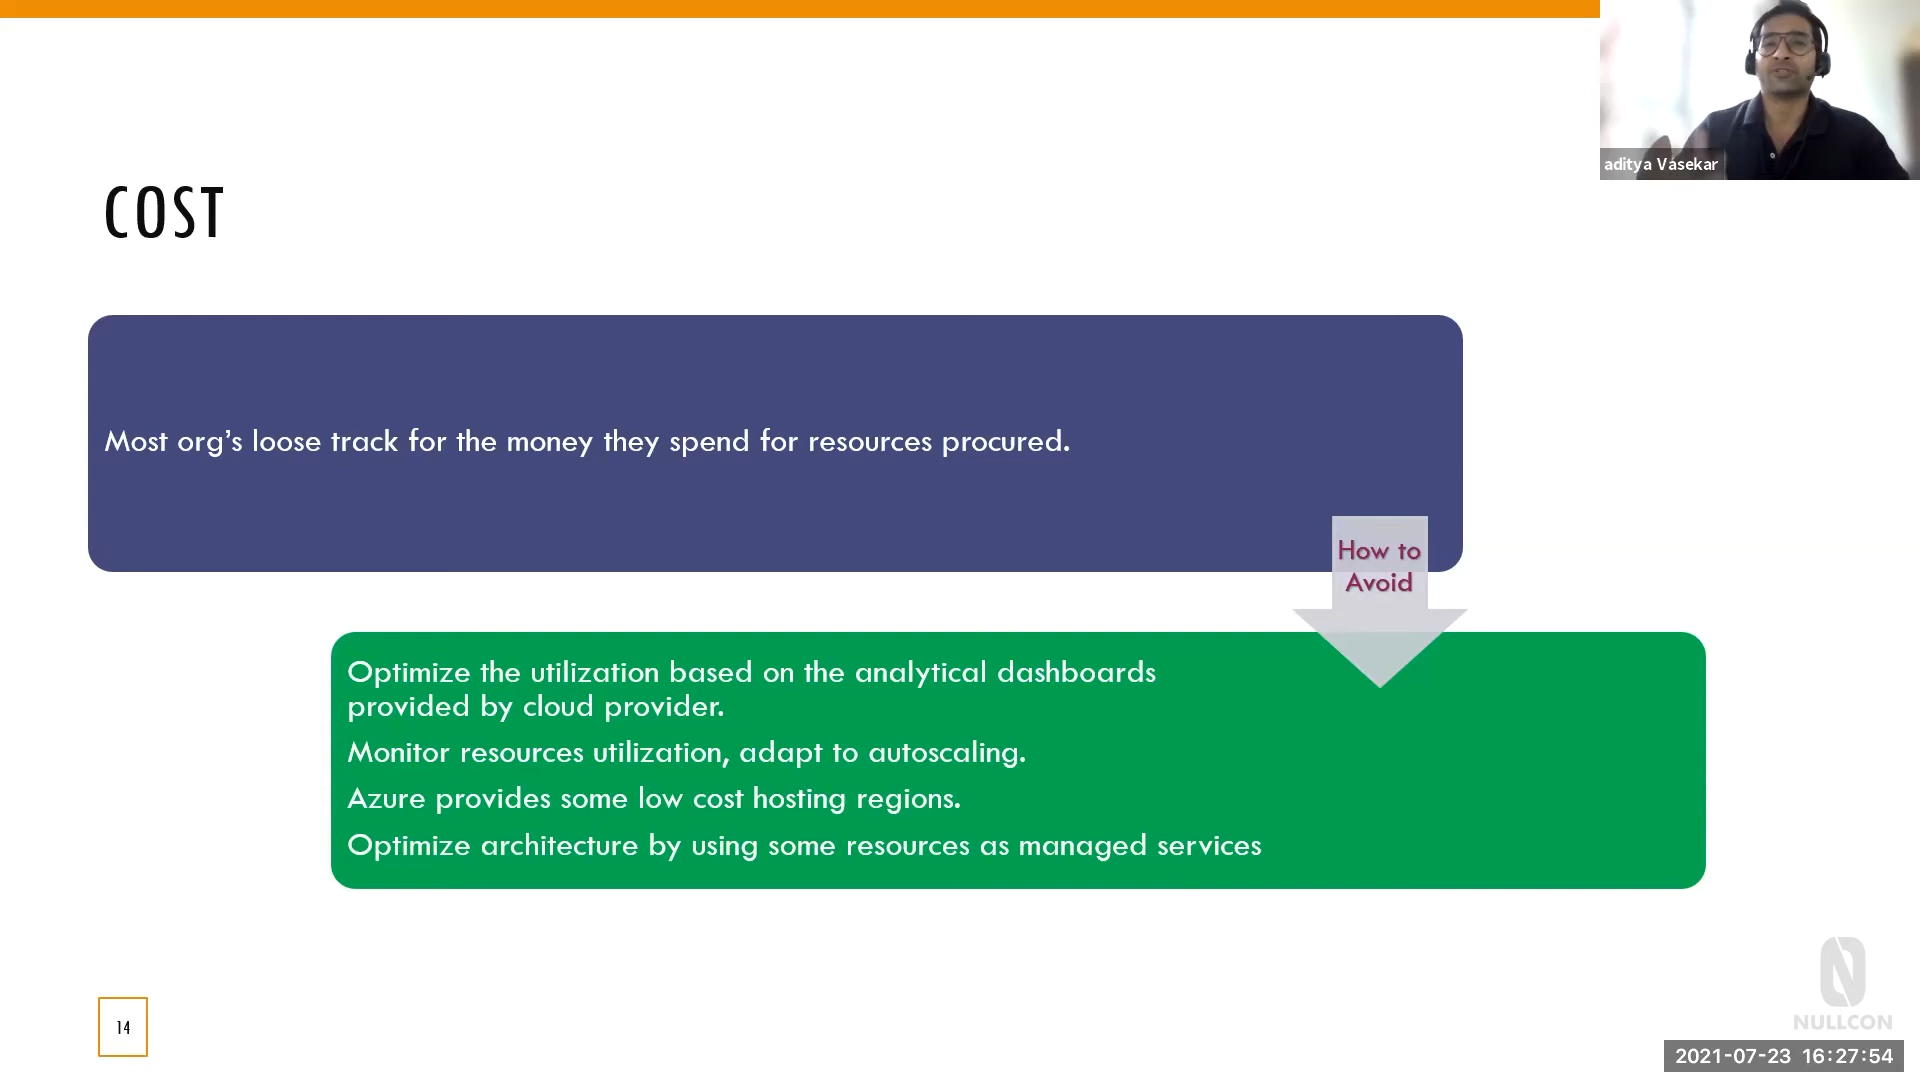 aditya Vasekar
COST
Most org’s loose track for the money they spend for resources procured.
How to
Avoid
Optimize the utilization based on the analytical dashboards
provided by cloud provider.
Monitor resources utilization, adapt to autoscaling.
Azure provides some low cost hosting regions.
Optimize architecture by using some resources as managed services
14
NULLCON
2021-07-23 16:27:54